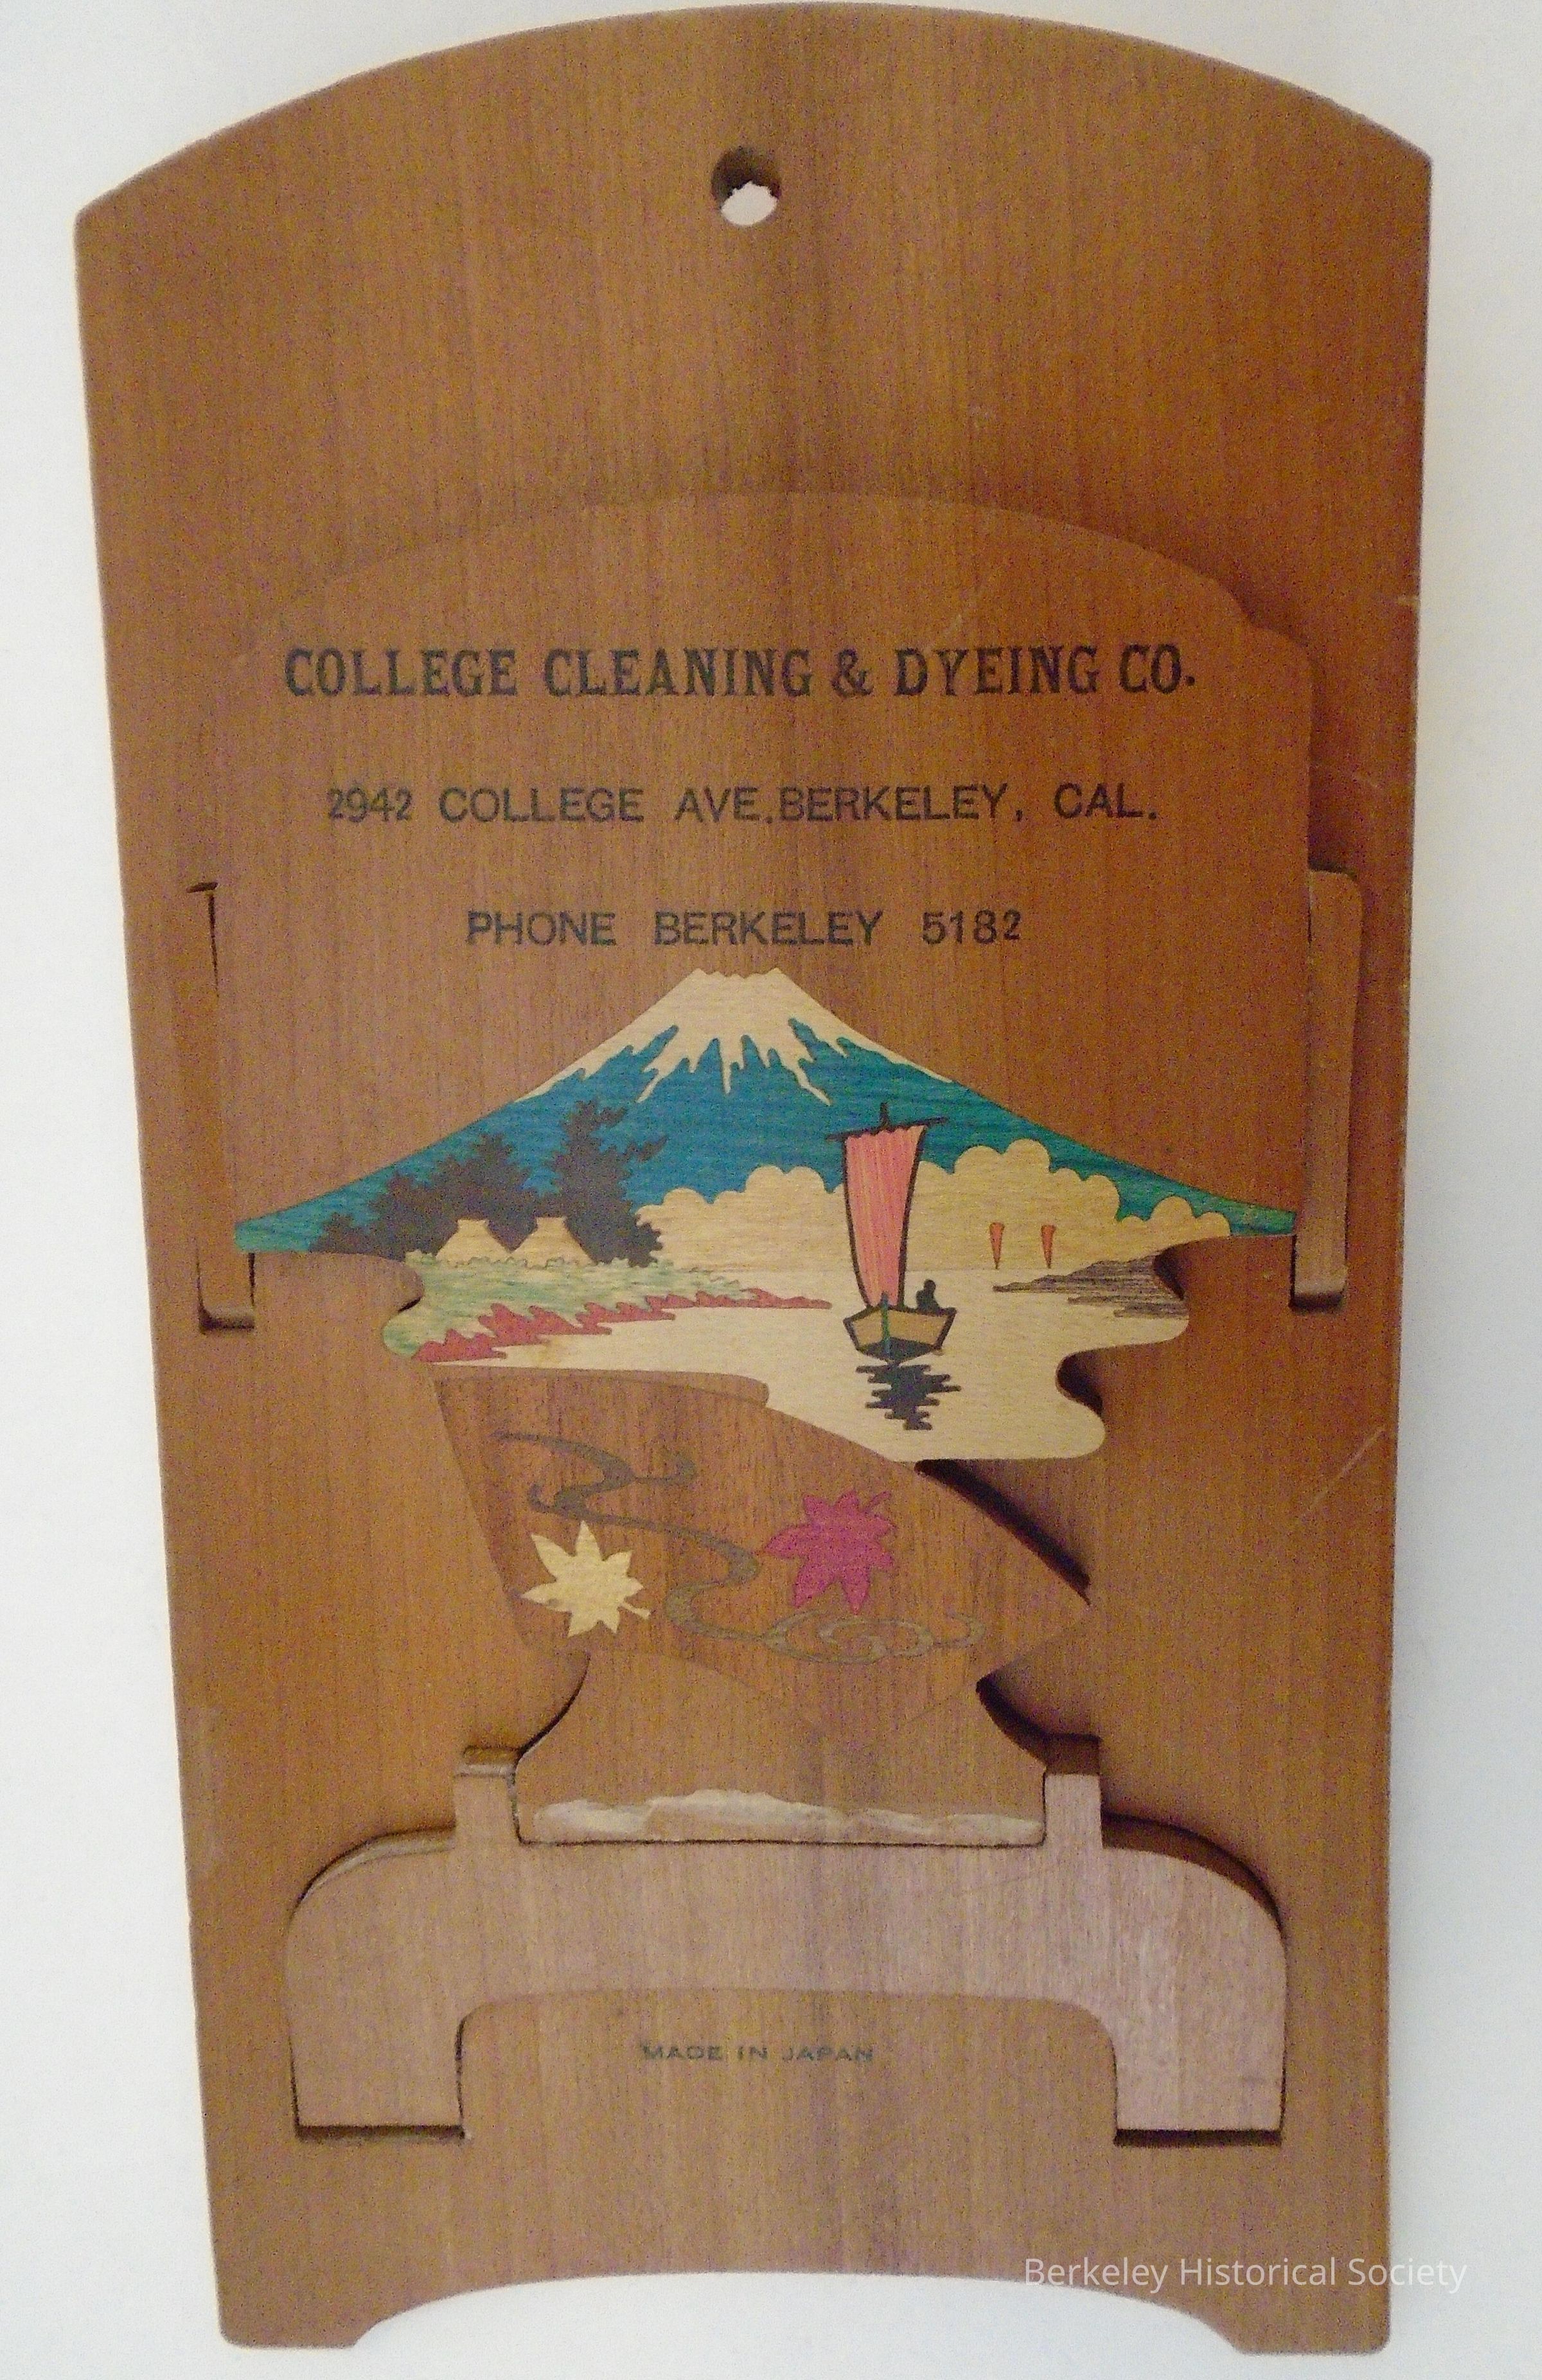 COLLEGE CLEANING & DYEING CO.
2942 COLLEGE AVE. BERKELEY, CAL.
PHONE BERKELEY 5182
MADE IN JAPAN
Berkeley Historical Society